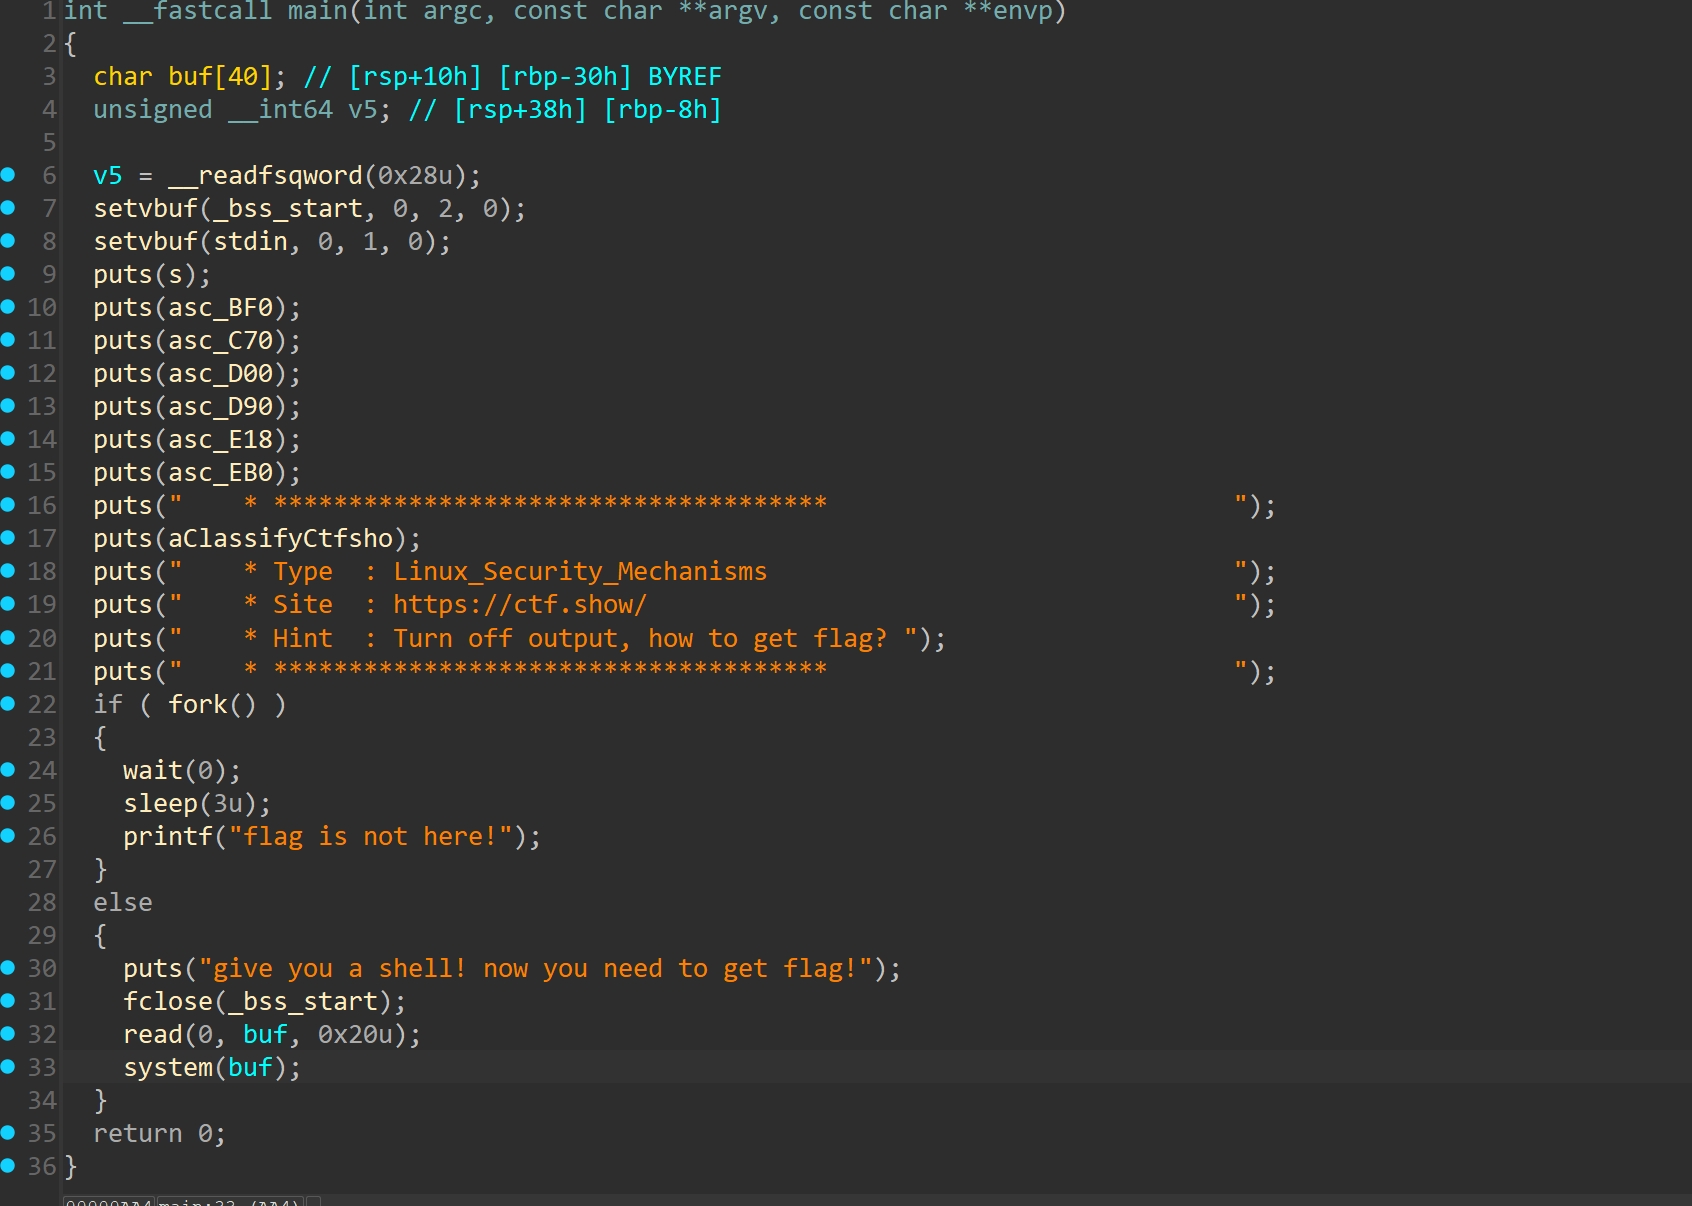 1 int __fastcall main(int argc, const char **argv, const char **envp)
2 {
3   char buf[40]; // [rsp+10h] [rbp-30h] BYREF
4   unsigned __int64 v5; // [rsp+38h] [rbp-8h]
5
6   v5 = __readfsqword(0x28u);
7   setvbuf(_bss_start, 0, 2, 0);
8   setvbuf(stdin, 0, 1, 0);
9   puts(s);
10   puts(asc_BF0);
11   puts(asc_C70);
12   puts(asc_D00);
13   puts(asc_D90);
14   puts(asc_E18);
15   puts(asc_EB0);
16   puts("    * *************************************                           ");
17   puts(aClassifyCtfsho);
18   puts("    * Type  : Linux_Security_Mechanisms                               ");
19   puts("    * Site  : https://ctf.show/                                       ");
20   puts("    * Hint  : Turn off output, how to get flag? ");
21   puts("    * *************************************                           ");
22   if ( fork() )
23   {
24     wait(0);
25     sleep(3u);
26     printf("flag is not here!");
27   }
28   else
29   {
30     puts("give you a shell! now you need to get flag!");
31     fclose(_bss_start);
32     read(0, buf, 0x20u);
33     system(buf);
34   }
35   return 0;
36 }